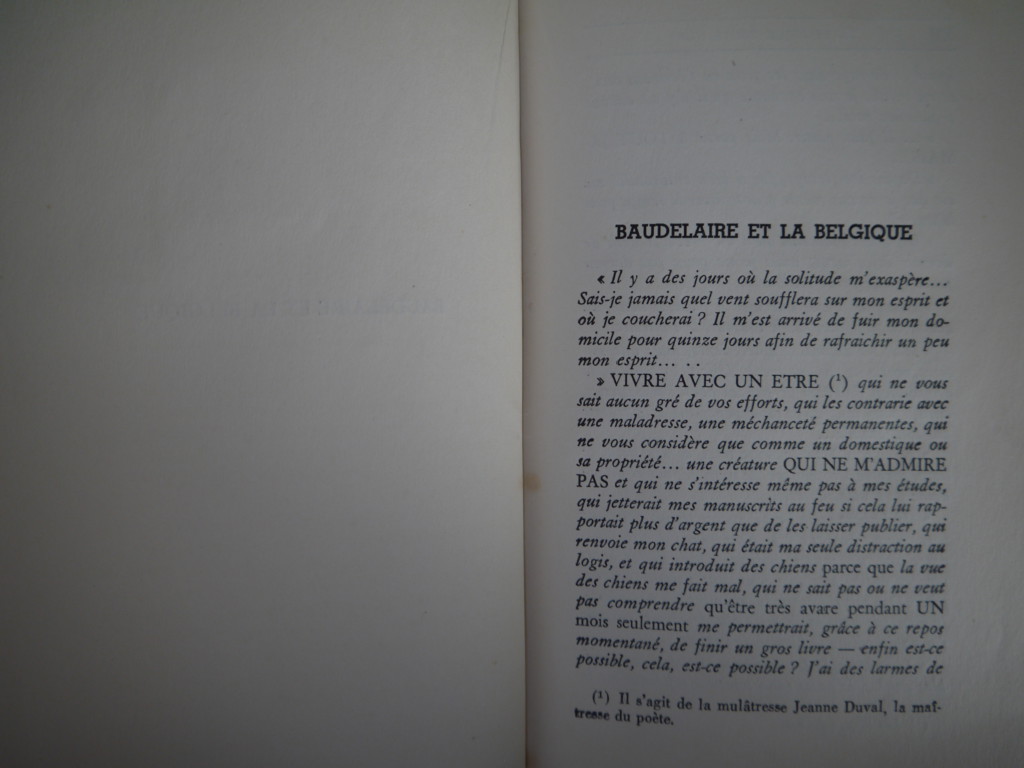 BAUDELAIRE ET LA BELGIQUE
« Il y a des jours où la solitude m'exaspère...
Sais-je jamais quel vent soufflera sur mon esprit et
où je coucherai ? Il m'est arrivé de fuir mon do-
micile pour quinze jours afin de rafraichir un peu
mon esprit... ..
» VIVRE AVEC UN ETRE (¹) qui ne vous
sait aucun gré de vos efforts, qui les contrarie avec
une maladresse, une méchanceté permanentes, qui
ne vous considère que comme un domestique ou
sa propriété... une créature QUI NE M'ADMIRE
PAS et qui ne s'intéresse même pas à mes études,
qui jetterait mes manuscrits au feu si cela lui rap-
portait plus d'argent que de les laisser publier, qui
renvoie mon chat, qui était ma seule distraction au
logis, et qui introduit des chiens parce que la vue
des chiens me fait mal, qui ne sait pas ou ne veut
pas comprendre qu'être très avare pendant UN
mois seulement me permettrait, grâce à ce repos
momentané, de finir un gros livre — enfin est-ce
possible, cela, est-ce possible ? J'ai des larmes de
(¹) Il s'agit de la mulâtresse Jeanne Duval, la maî-
tresse du poète.